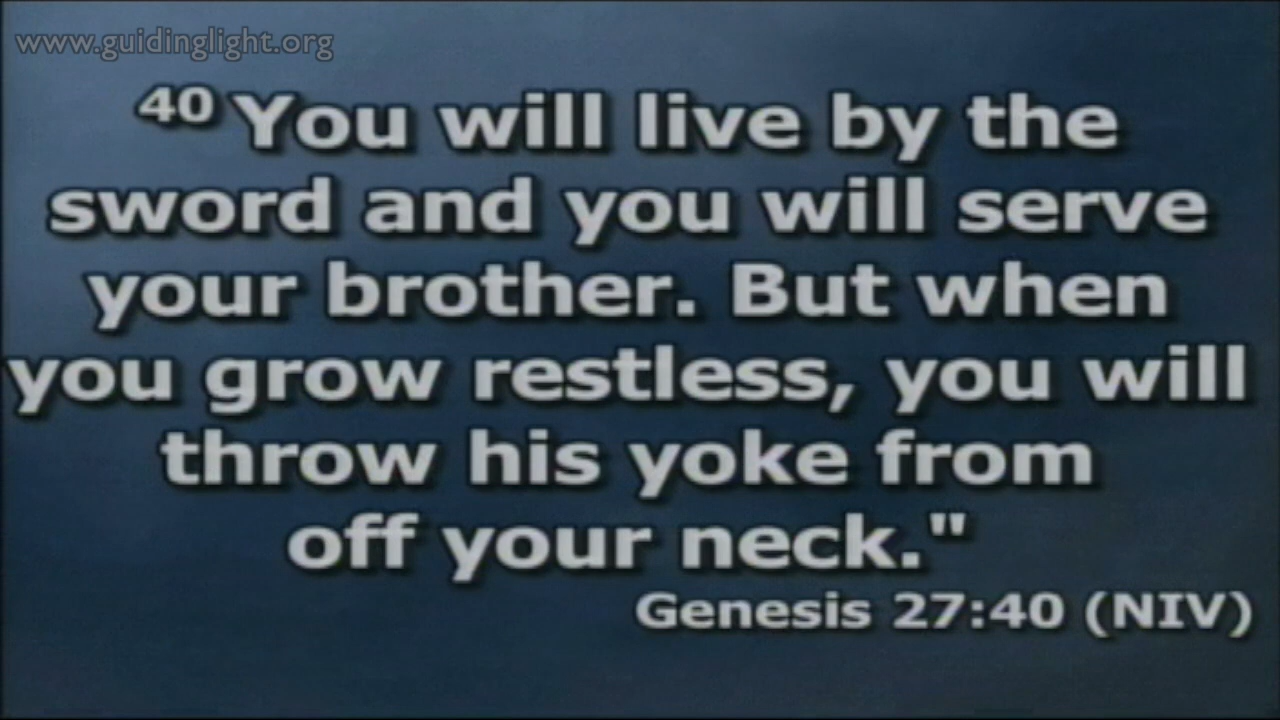 www.guidinglight.org
40 You will live by the
sword and you will serve
your brother. But when
you grow restless, you will
throw his yoke from
off your neck."
Genesis 27:40 (NIV)